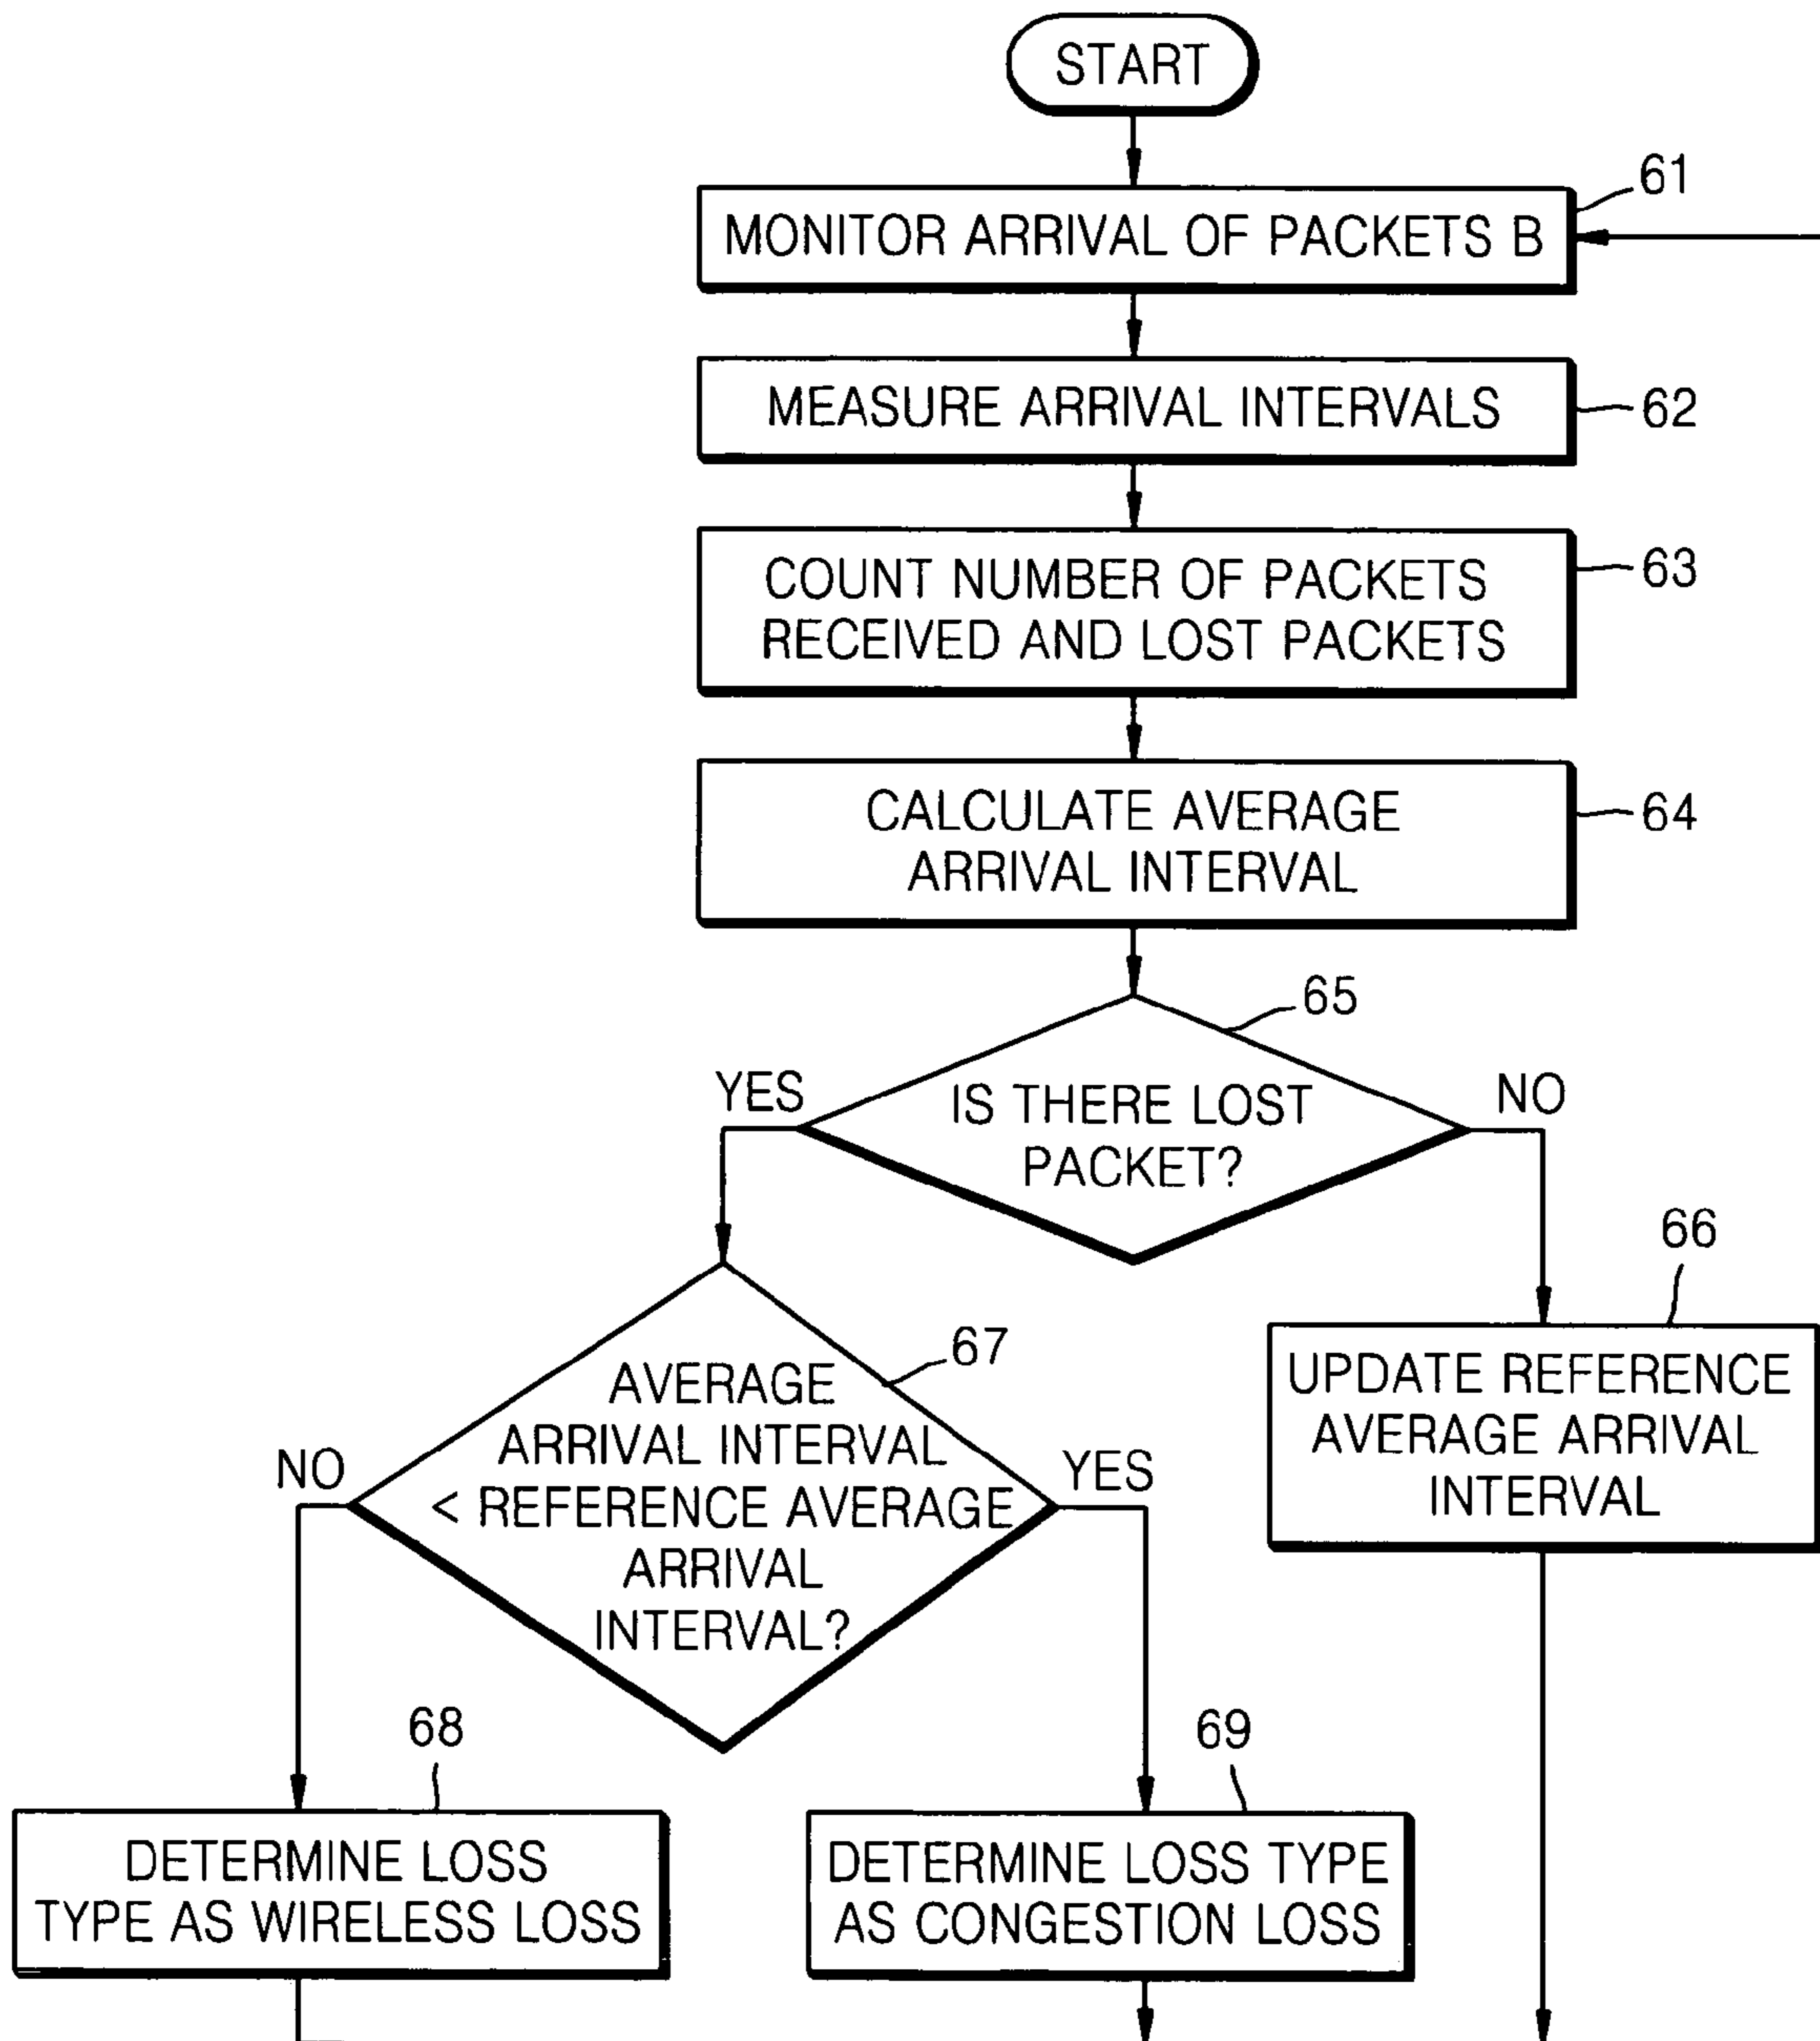 START
61
MONITOR ARRIVAL OF PACKETS B
MEASURE ARRIVAL INTERVALS
62
COUNT NUMBER OF PACKETS
RECEIVED AND LOST PACKETS
63
CALCULATE AVERAGE
ARRIVAL INTERVAL
64
65
YES
IS THERE LOST
PACKET?
NO
66
UPDATE REFERENCE
AVERAGE ARRIVAL
INTERVAL
67
AVERAGE
ARRIVAL INTERVAL
< REFERENCE AVERAGE
ARRIVAL
INTERVAL?
NO
YES
68
DETERMINE LOSS
TYPE AS WIRELESS LOSS
69
DETERMINE LOSS TYPE
AS CONGESTION LOSS